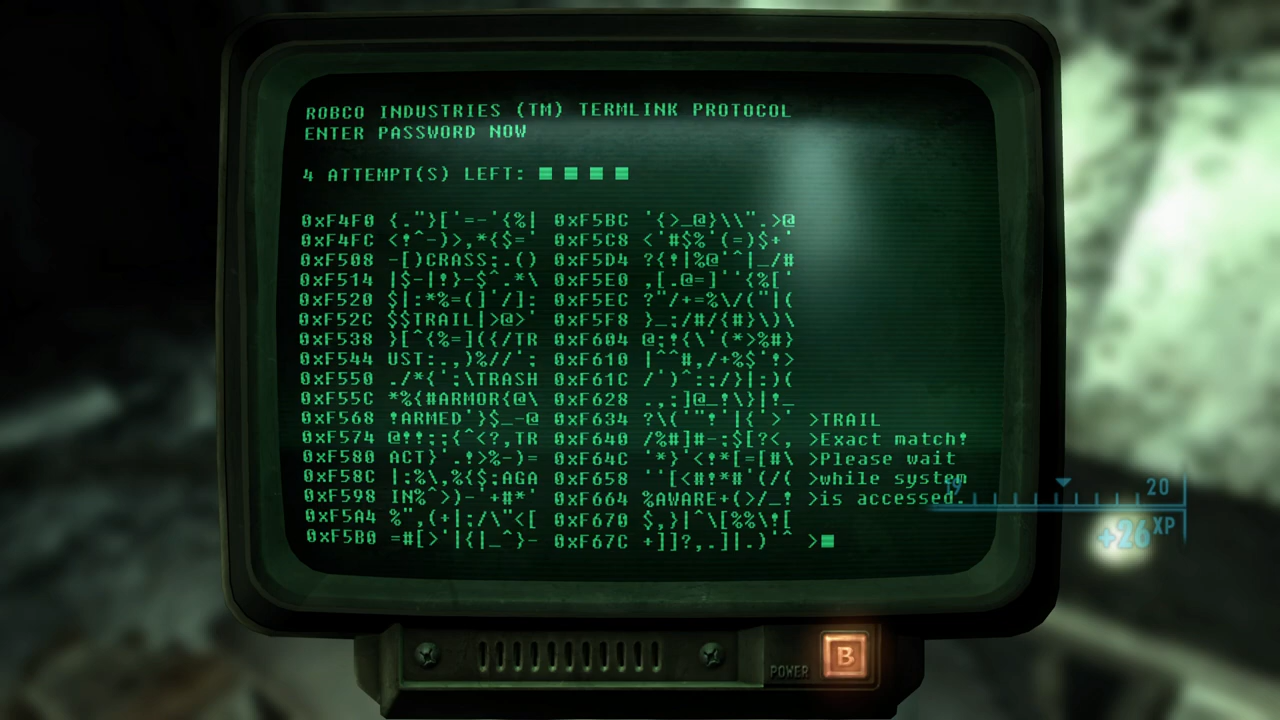 ROBCO INDUSTRIES (TM) TERMLINK PROTOCOL
ENTER PASSWORD NOW
4 ATTEMPT(S) LEFT: ■ ■ ■ ■
0xF4F0 {."}['=-'{%| 0xF5BC '{>_@}\\".>@
0xF4FC <!^-)>,*{$=' 0xF5C8 <'#$%'(=)$+'
0xF508 -[)CRASS;.() 0xF5D4 ?{!|%@'^|_/#
0xF514 |$-|!}-$^.*\ 0xF5E0 ,[.@=]''{%['
0xF520 $|:*%=(]'/]: 0xF5EC ?"/+=%\/("|(
0xF52C $$TRAIL|>@>' 0xF5F8 }_;/#/{#}\)\
0xF538 }[^{%=]({/TR 0xF604 @;!{\'(*>%#}
0xF544 UST:.,)%//'; 0xF610 |^^#,/+%$'!>
0xF550 ./*{';\TRASH 0xF61C /')^:;/}|:)(
0xF55C *%{#ARMOR{@\ 0xF628 .,;]@_!\}|!_
0xF568 !ARMED'}$_-@ 0xF634 ?\('"!'|{'>' >TRAIL
0xF574 @!!;;{^<?,TR 0xF640 /%#]#-;$[?<, >Exact match!
0xF580 ACT}'.!>%-)= 0xF64C '*}'<!*[=[#\ >Please wait
0xF58C |:%\,%{$;AGA 0xF658 ''[<#!*#'(/( >while system
0xF598 IN%^>)-'+#*' 0xF664 %AWARE+(>/_! >is accessed.
0xF5A4 %",(+|;/\"<[ 0xF670 $,}|^\[%%\![
0xF5B0 =#[>'|{|_^}- 0xF67C +]]?,.]|.)'^ >■
19 20
+26 XP
POWER
B